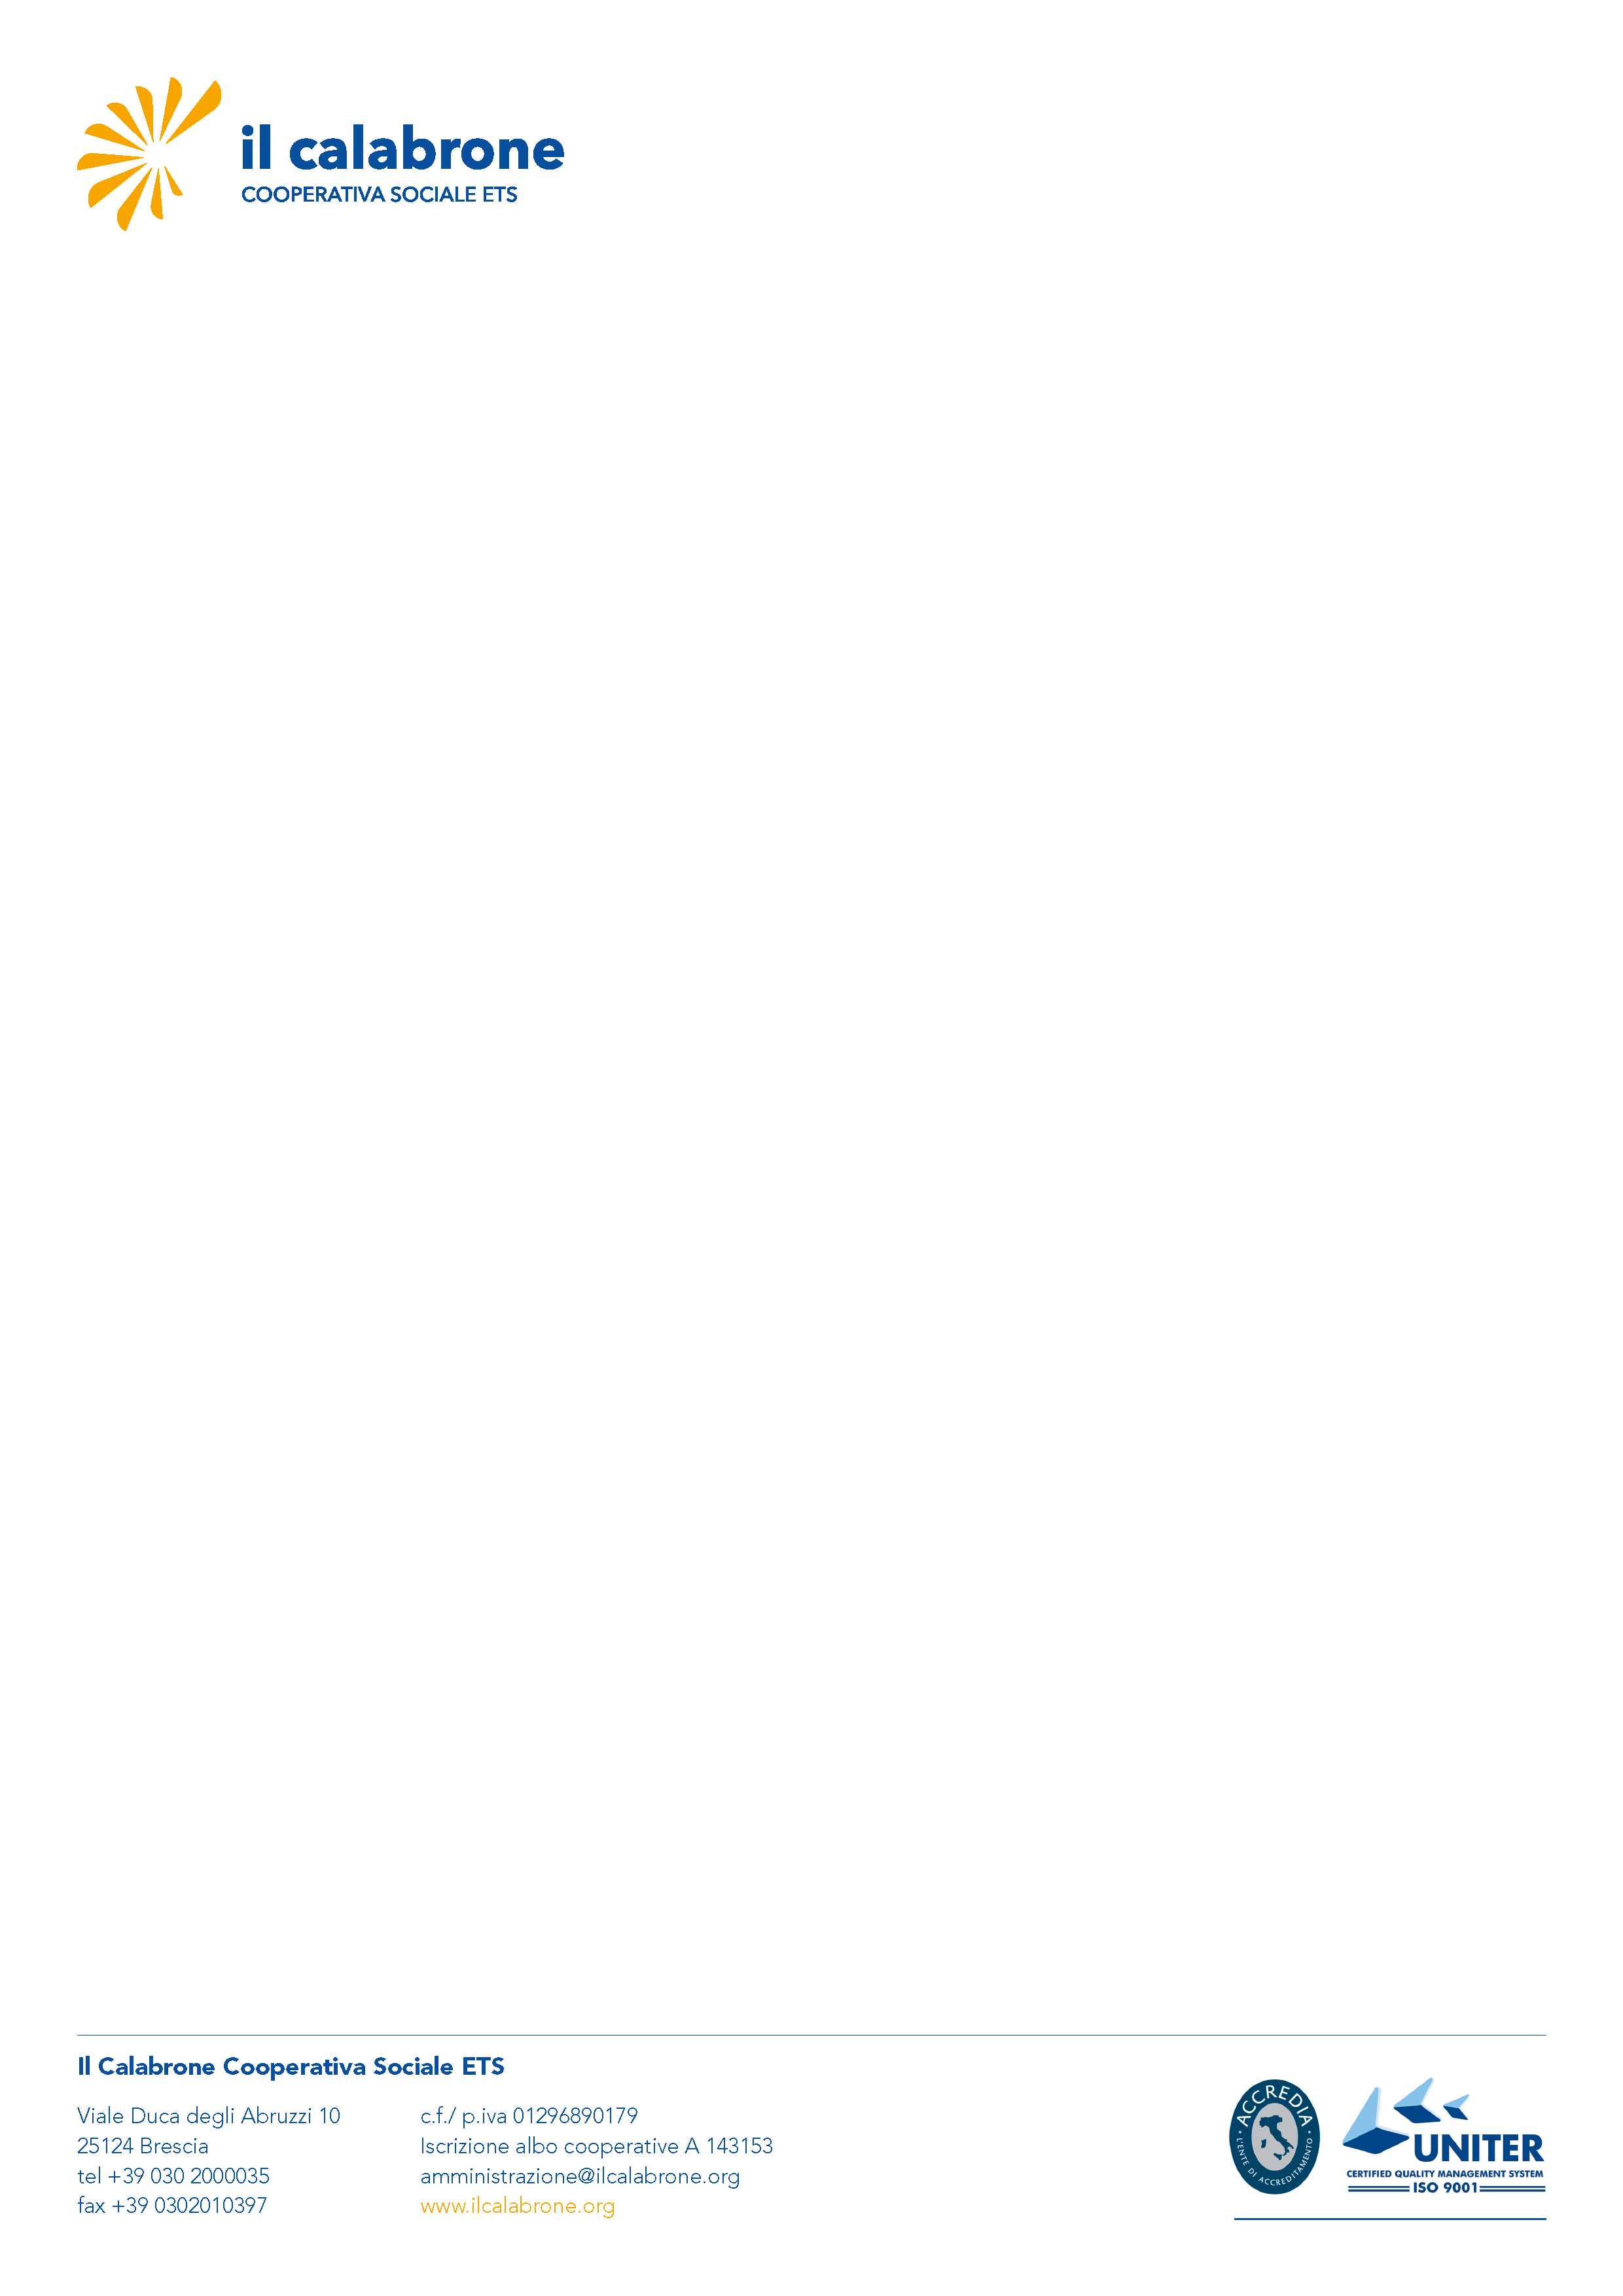 il calabrone
COOPERATIVA SOCIALE ETS
Il Calabrone Cooperativa Sociale ETS
Viale Duca degli Abruzzi 10
25124 Brescia
tel +39 030 2000035
fax +39 0302010397
c.f./ p.iva 01296890179
Iscrizione albo cooperative A 143153
amministrazione@ilcalabrone.org
www.ilcalabrone.org
ACCREDIA
• L'ENTE DI ACCREDITAMENTO •
UNITER
CERTIFIED QUALITY MANAGEMENT SYSTEM
ISO 9001